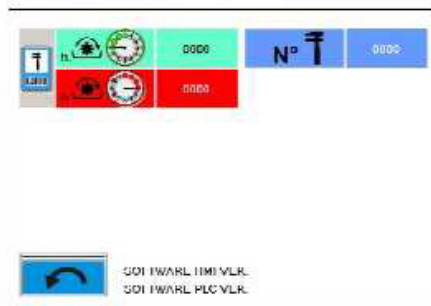 h. 0000 N° 0000
h. 0000
SOFTWARE HMI VER.
SOFTWARE PLC VER.